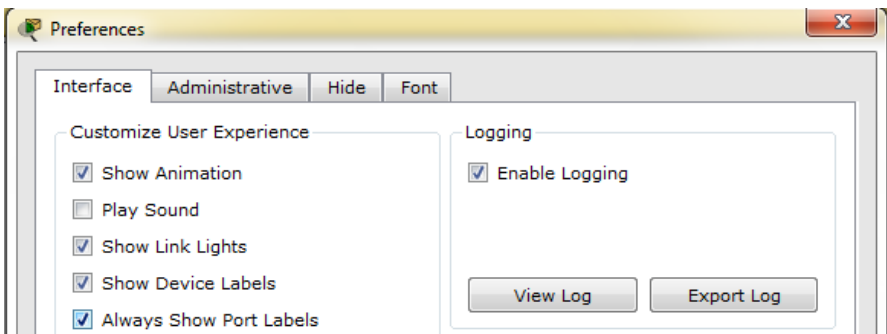 Preferences
Interface
Administrative
Hide
Font
Customize User Experience
Show Animation
Play Sound
Show Link Lights
Show Device Labels
Always Show Port Labels
Logging
Enable Logging
View Log
Export Log